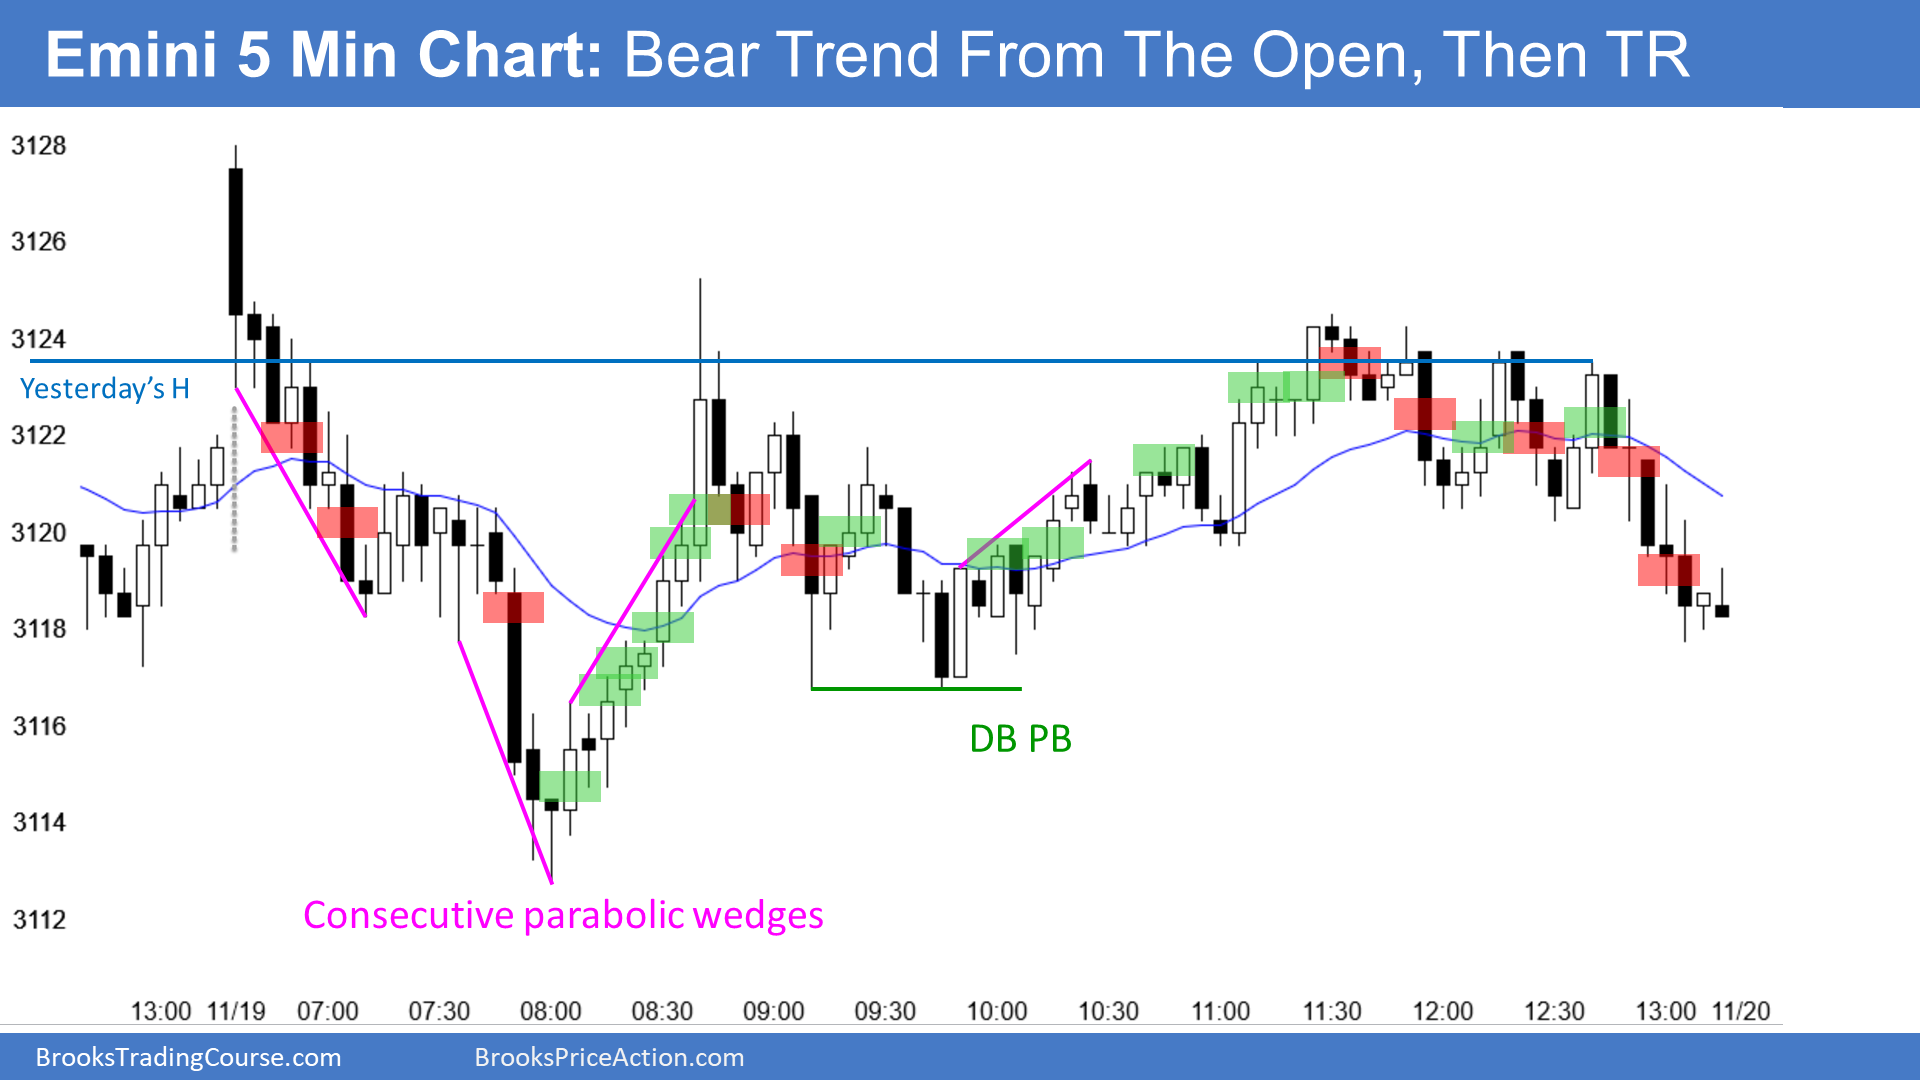 Emini 5 Min Chart: Bear Trend From The Open, Then TR
3128
3126
3124
Yesterday's H
3122
3120
3118
3116
DB PB
3114
Consecutive parabolic wedges
3112
13:00 11/19 07:00 07:30 08:00 08:30 09:00 09:30 10:00 10:30 11:00 11:30 12:00 12:30 13:00 11/20
BrooksTradingCourse.com BrooksPriceAction.com